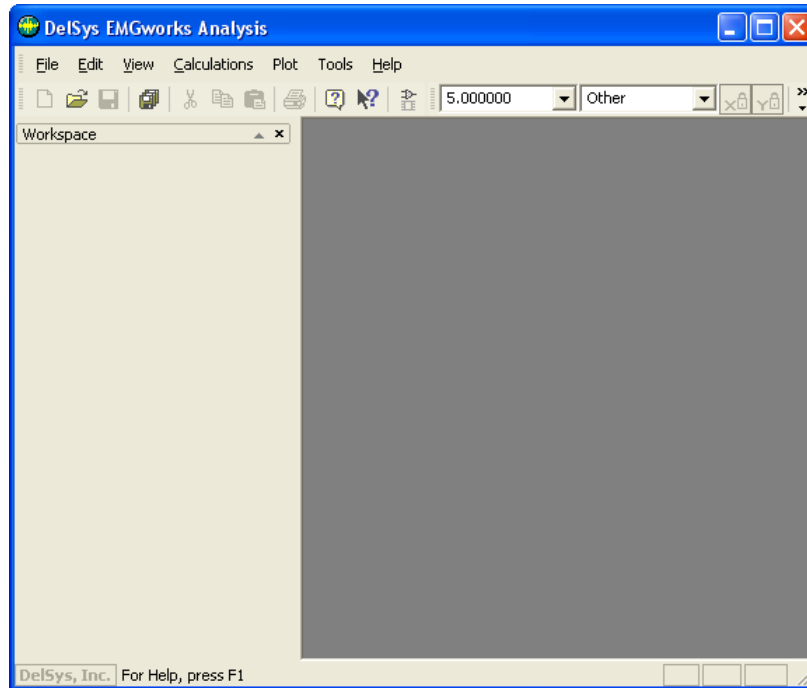 DelSys EMGworks Analysis
File Edit View Calculations Plot Tools Help
5.000000 Other
Workspace
DelSys, Inc. For Help, press F1